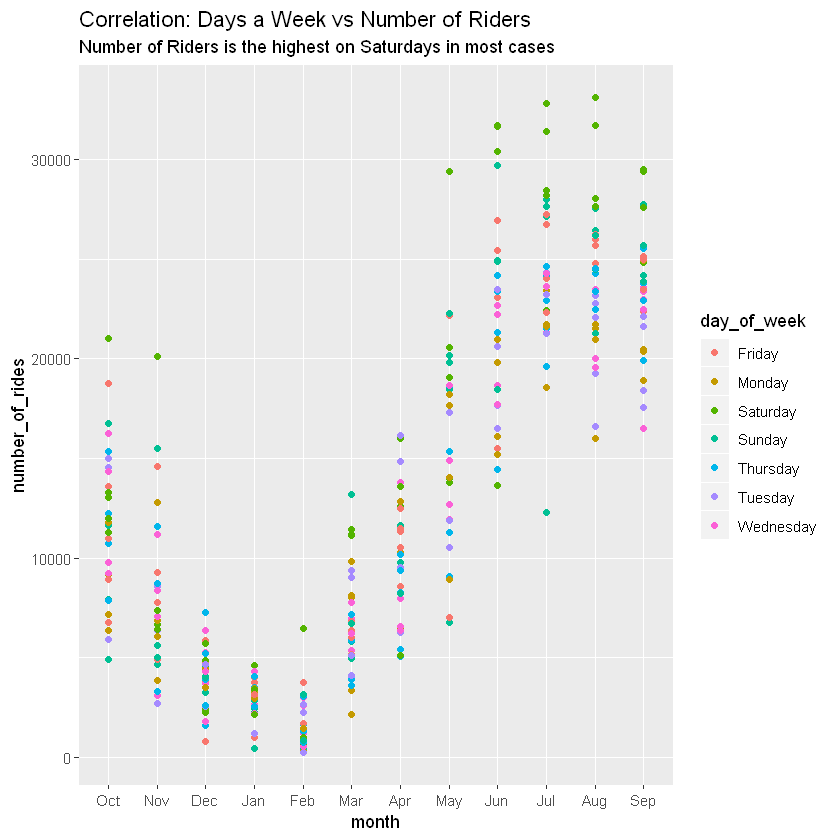 Correlation: Days a Week vs Number of Riders
Number of Riders is the highest on Saturdays in most cases
number_of_rides
30000
20000
10000
0
Oct Nov Dec Jan Feb Mar Apr May Jun Jul Aug Sep
month
day_of_week
Friday
Monday
Saturday
Sunday
Thursday
Tuesday
Wednesday